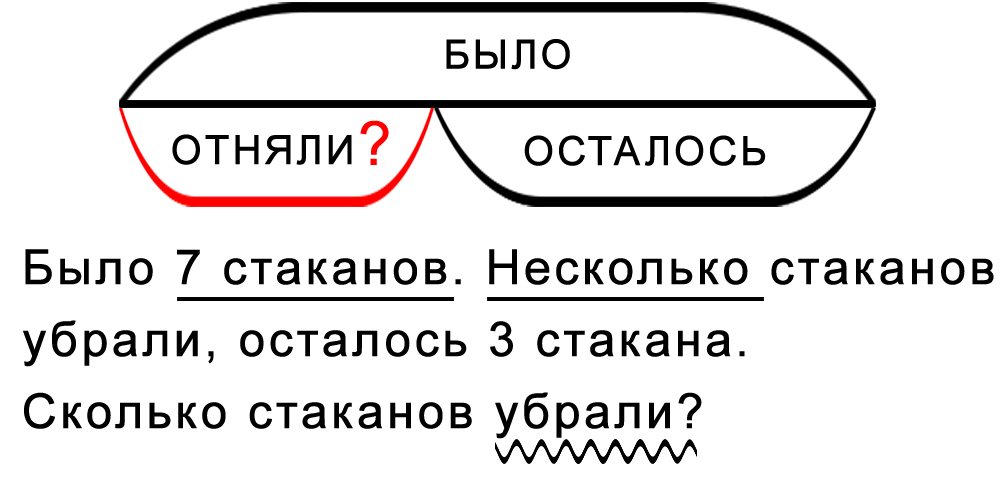 БЫЛО
ОТНЯЛИ? ОСТАЛОСЬ
Было 7 стаканов. Несколько стаканов
убрали, осталось 3 стакана.
Сколько стаканов убрали?